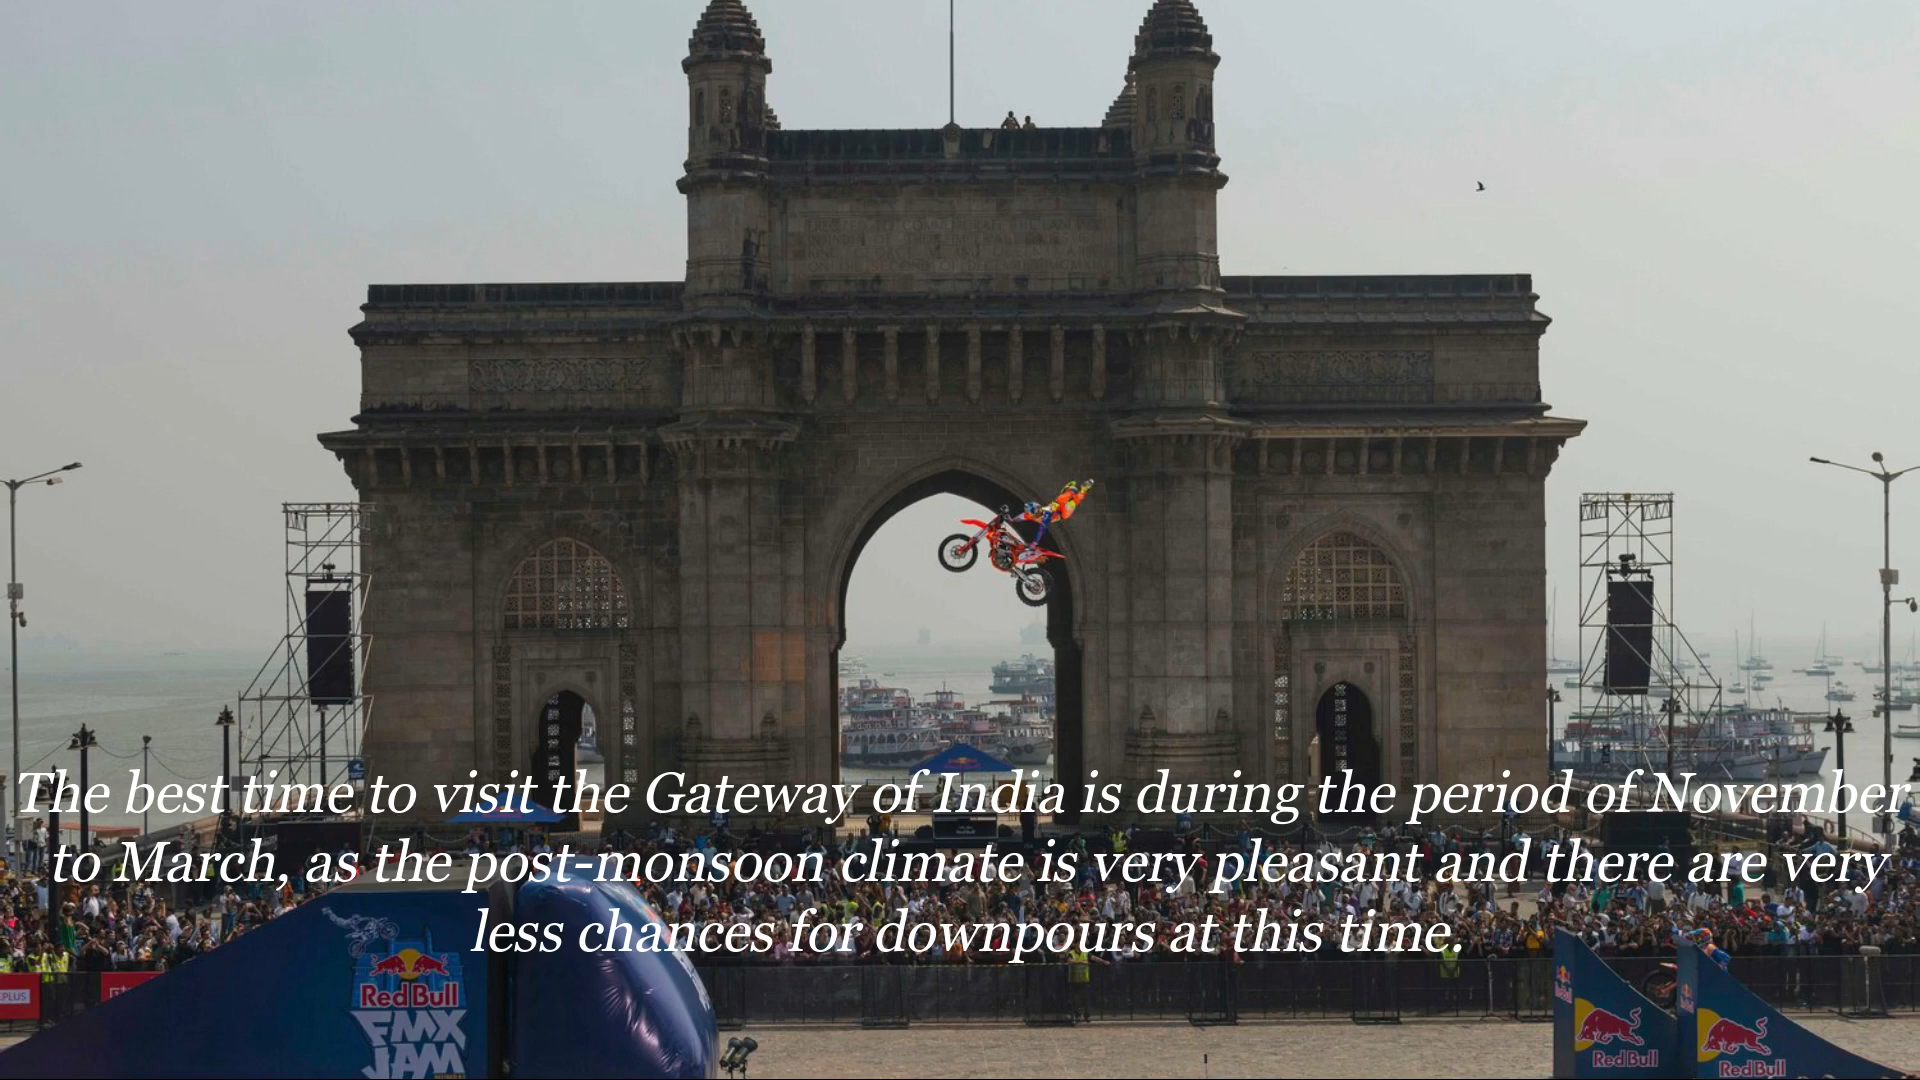 The best time to visit the Gateway of India is during the period of November
to March, as the post-monsoon climate is very pleasant and there are very
less chances for downpours at this time.
PLUS
Red Bull
FMX
JAM
Red Bull
Red Bull